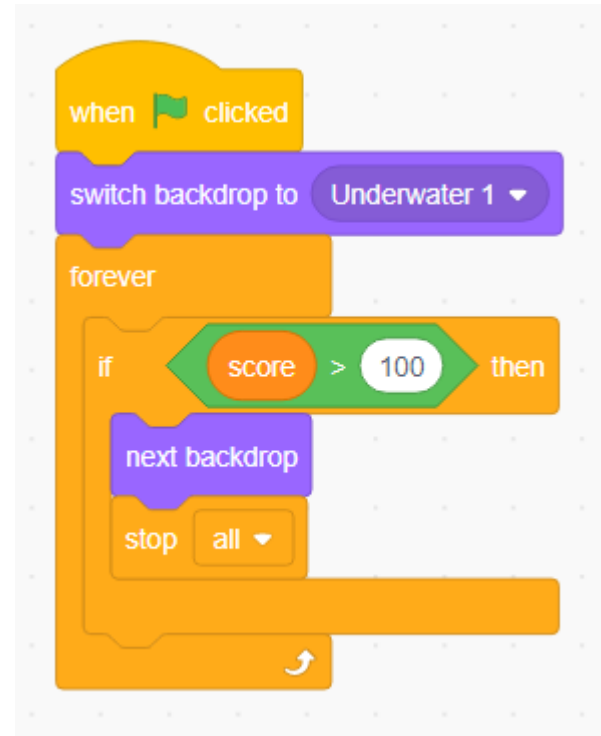 when clicked
switch backdrop to Underwater 1
forever
if score > 100 then
next backdrop
stop all